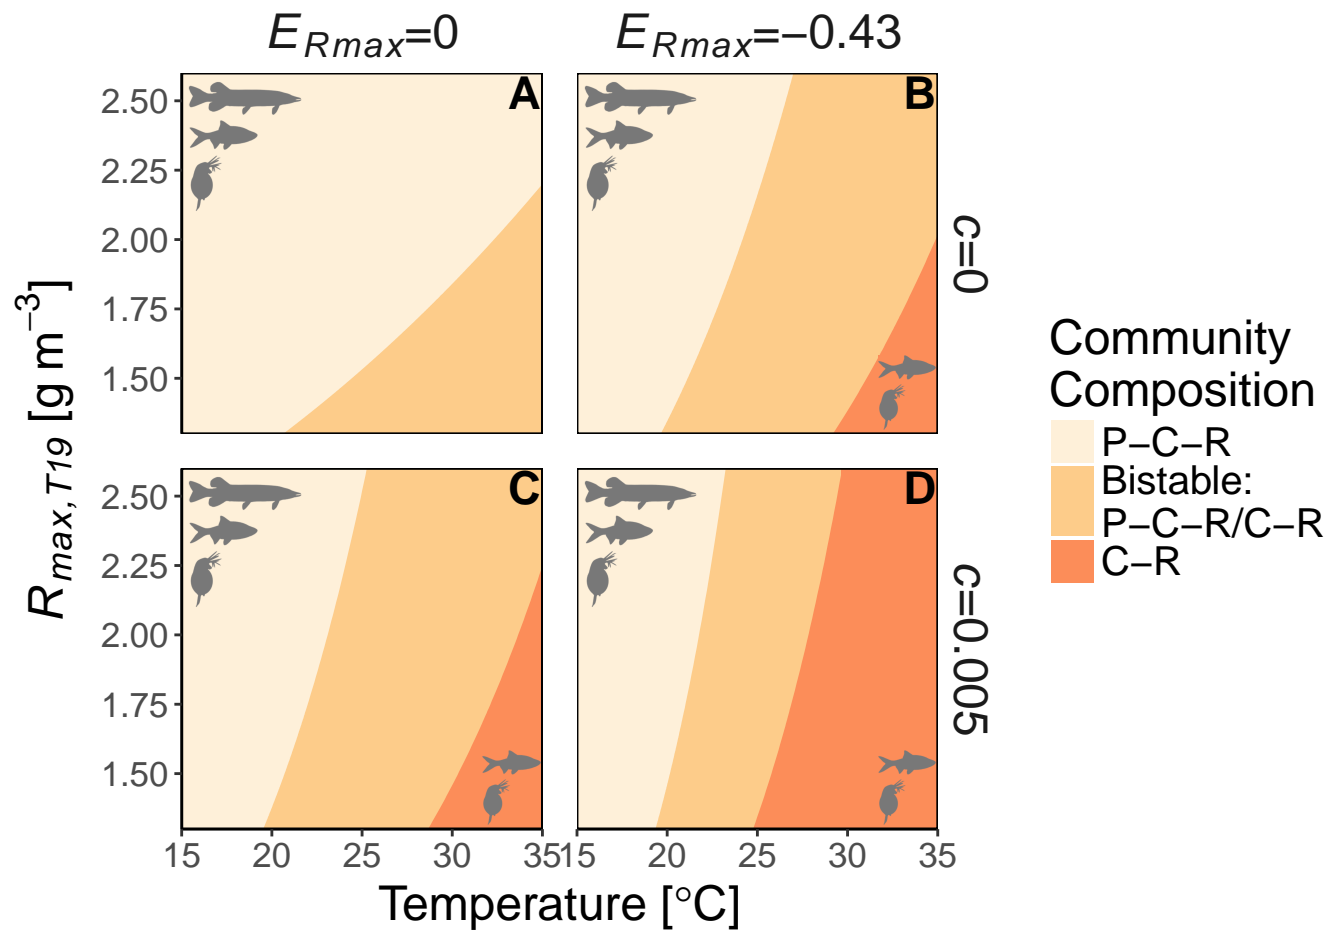 E_Rmax=0
E_Rmax=−0.43
A
B
2.50
2.25
2.00
1.75
1.50
c=0
C
D
2.50
2.25
2.00
1.75
1.50
c=0.005
R_max, T19 [g m⁻³]
15 20 25 30 35
15 20 25 30 35
Temperature [°C]
Community
Composition
P−C−R
Bistable:
P−C−R/C−R
C−R